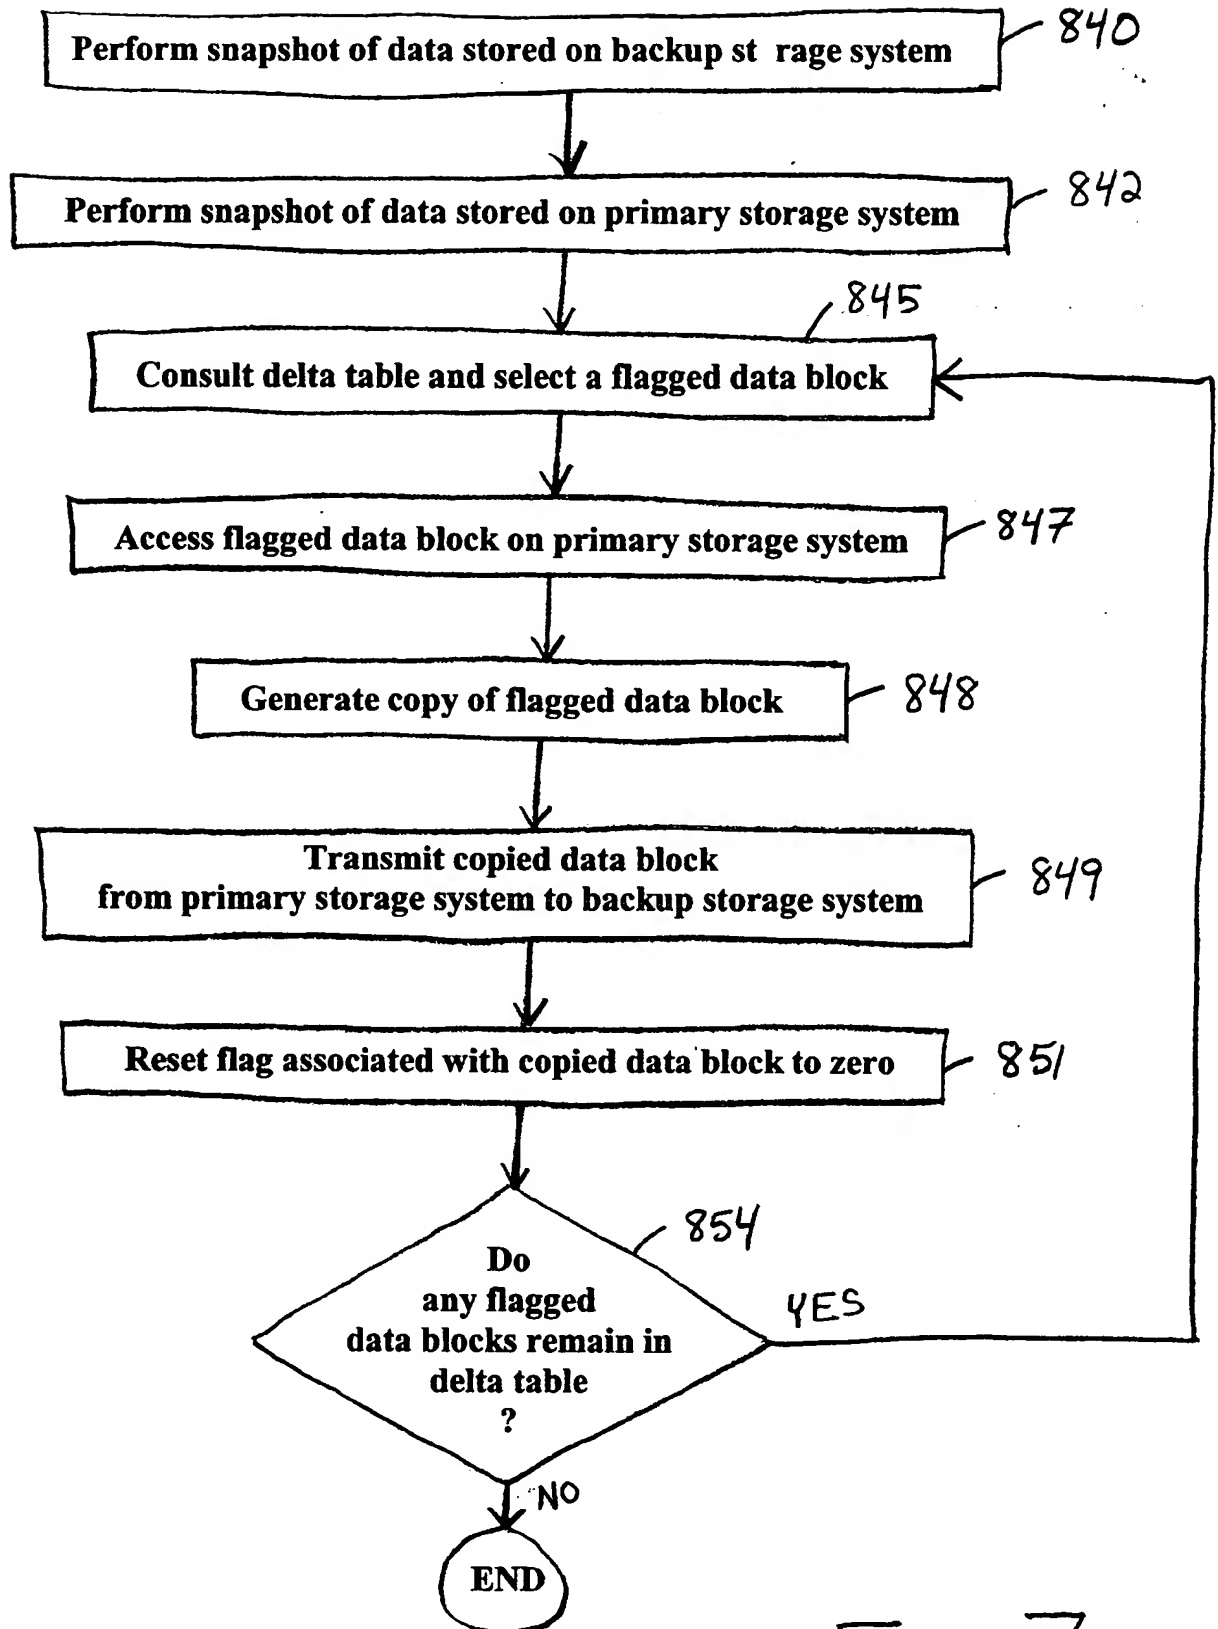 Perform snapshot of data stored on backup st rage system
840
Perform snapshot of data stored on primary storage system
842
845
Consult delta table and select a flagged data block
Access flagged data block on primary storage system
847
Generate copy of flagged data block
848
Transmit copied data block
from primary storage system to backup storage system
849
Reset flag associated with copied data block to zero
851
854
Do
any flagged
data blocks remain in
delta table
?
YES
NO
END